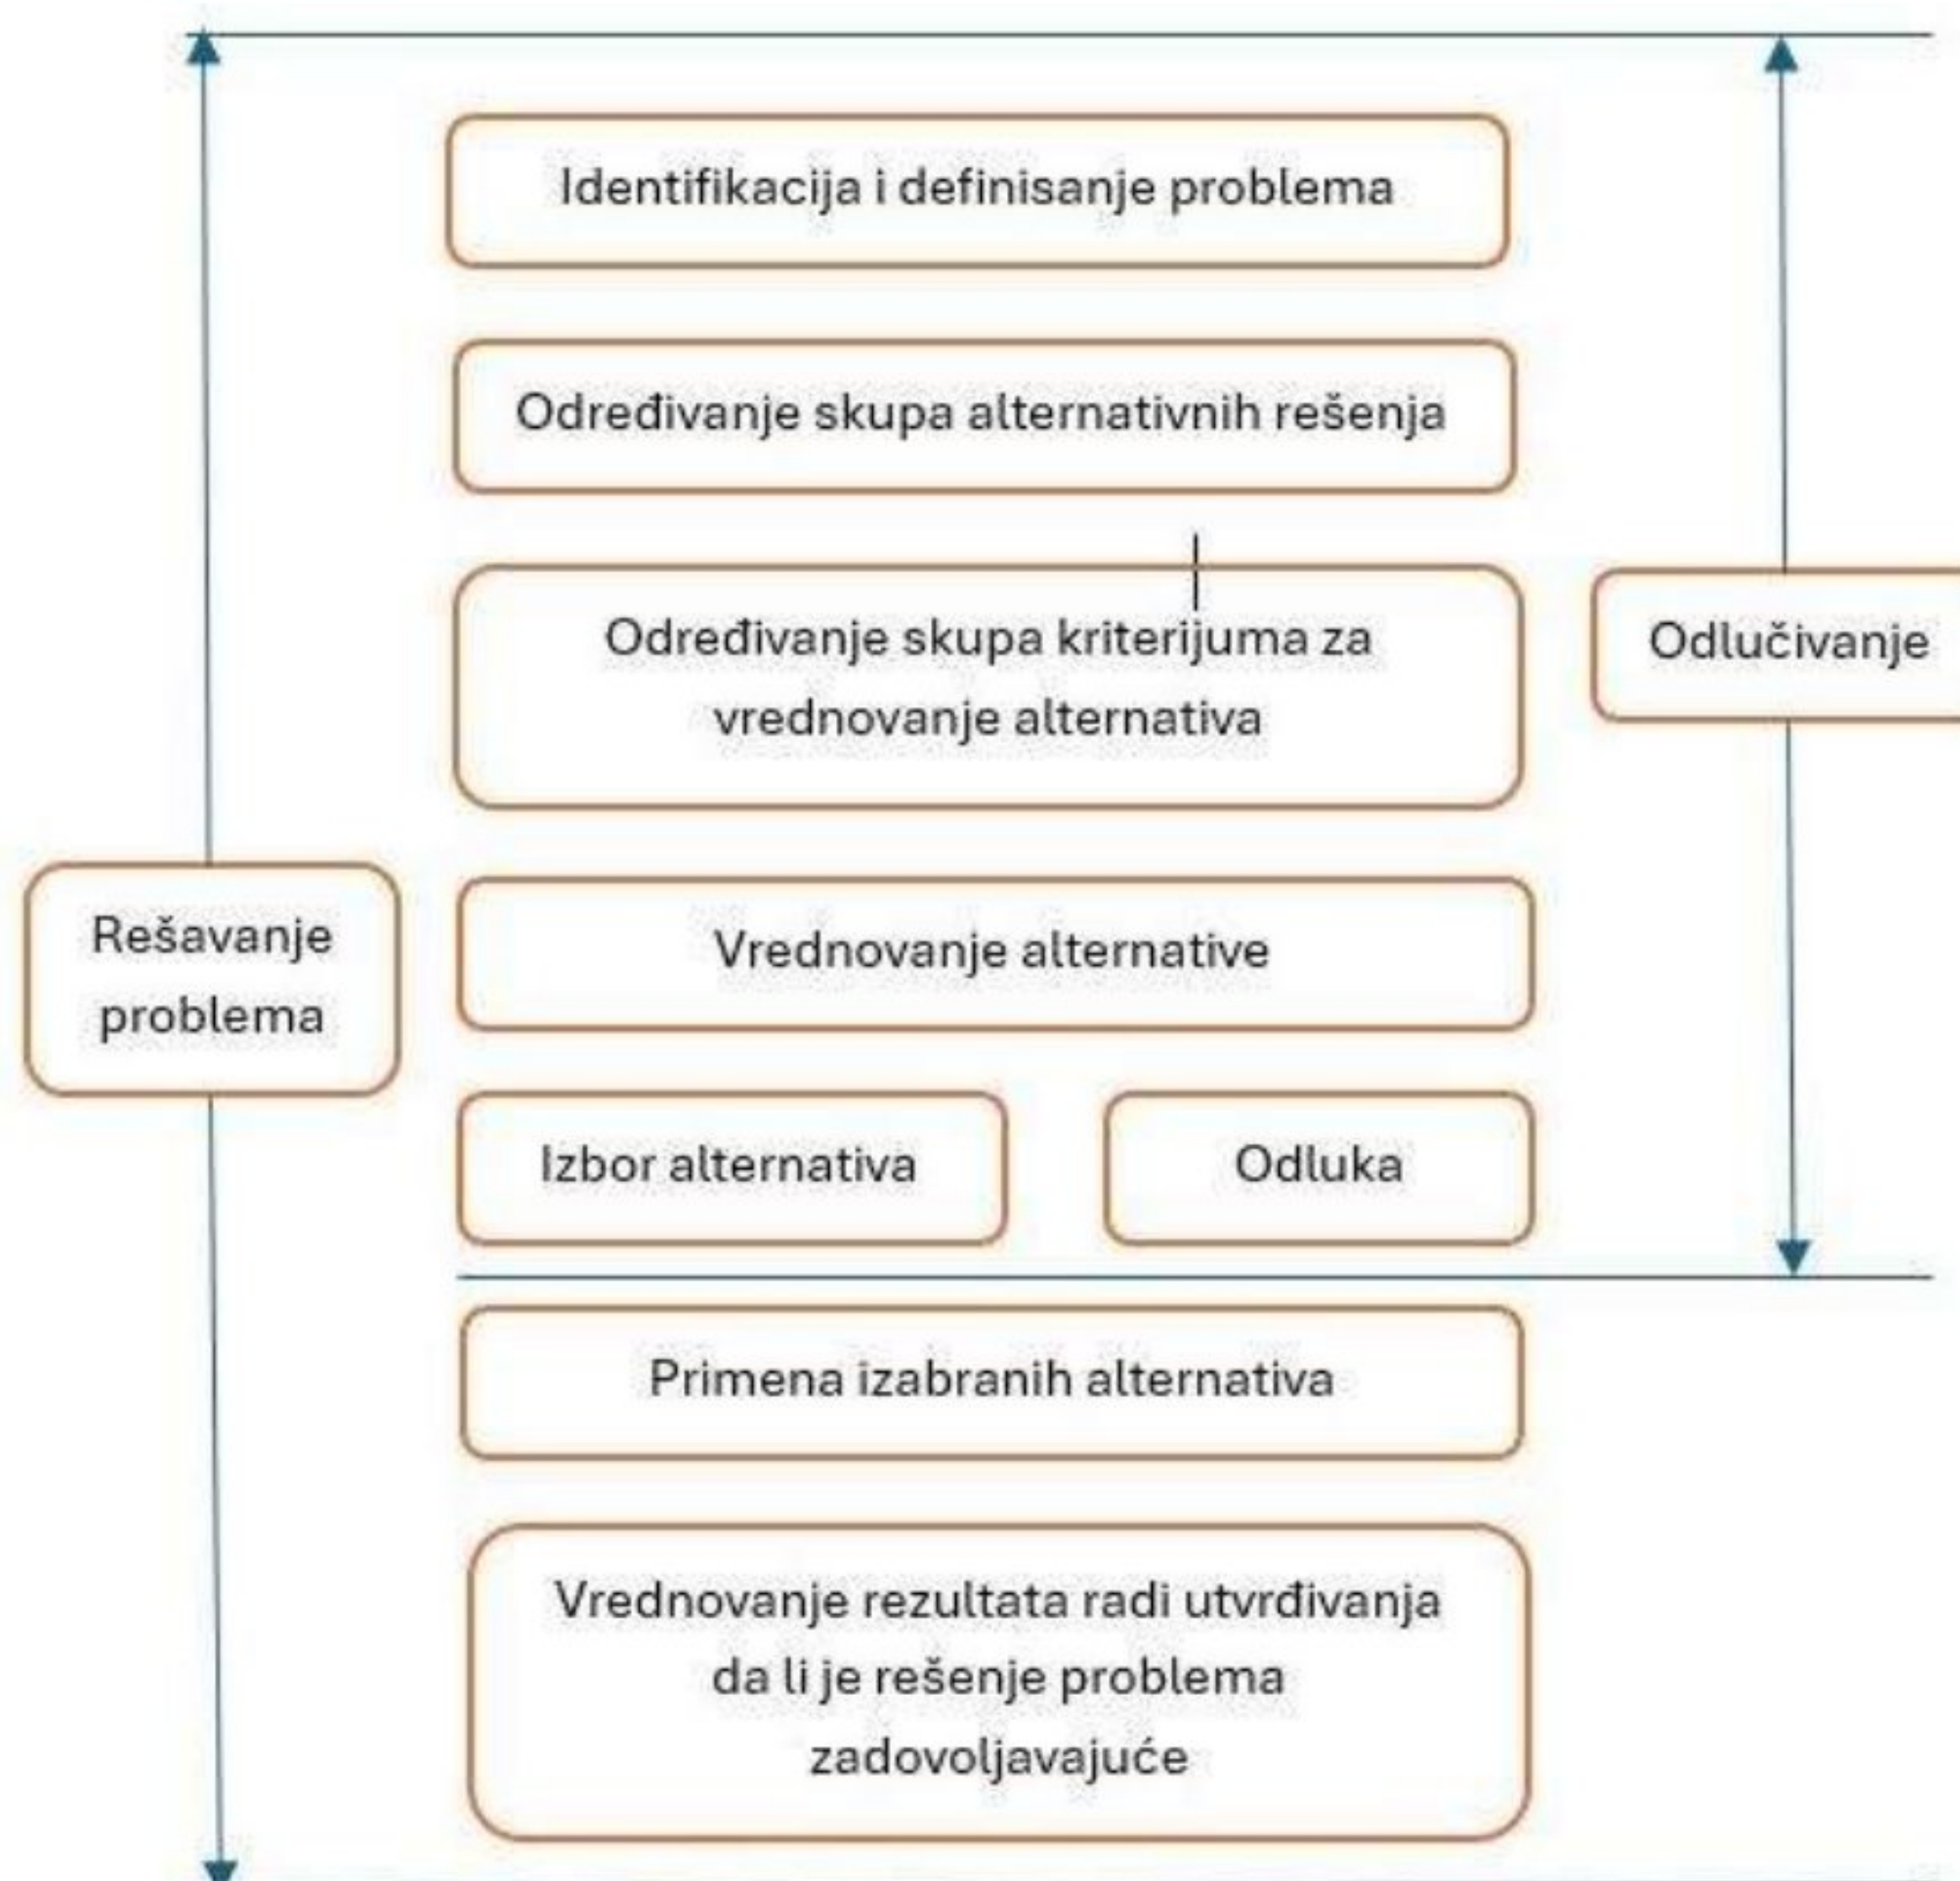 Identifikacija i definisanje problema
Određivanje skupa alternativnih rešenja
Određivanje skupa kriterijuma za
vrednovanje alternativa
Odlučivanje
Rešavanje
problema
Vrednovanje alternative
Izbor alternativa
Odluka
Primena izabranih alternativa
Vrednovanje rezultata radi utvrđivanja
da li je rešenje problema
zadovoljavajuće